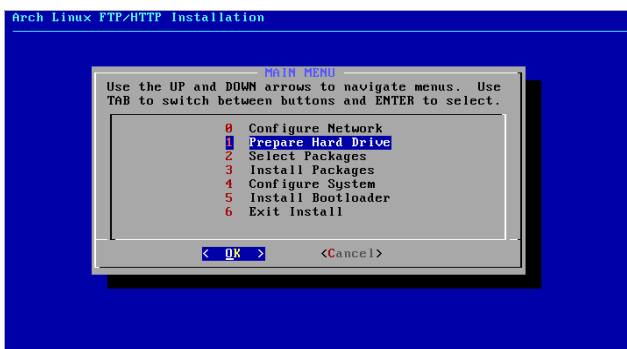 Arch Linux FTP/HTTP Installation
MAIN MENU
Use the UP and DOWN arrows to navigate menus. Use
TAB to switch between buttons and ENTER to select.
0 Configure Network
1 Prepare Hard Drive
2 Select Packages
3 Install Packages
4 Configure System
5 Install Bootloader
6 Exit Install
< OK > <Cancel>